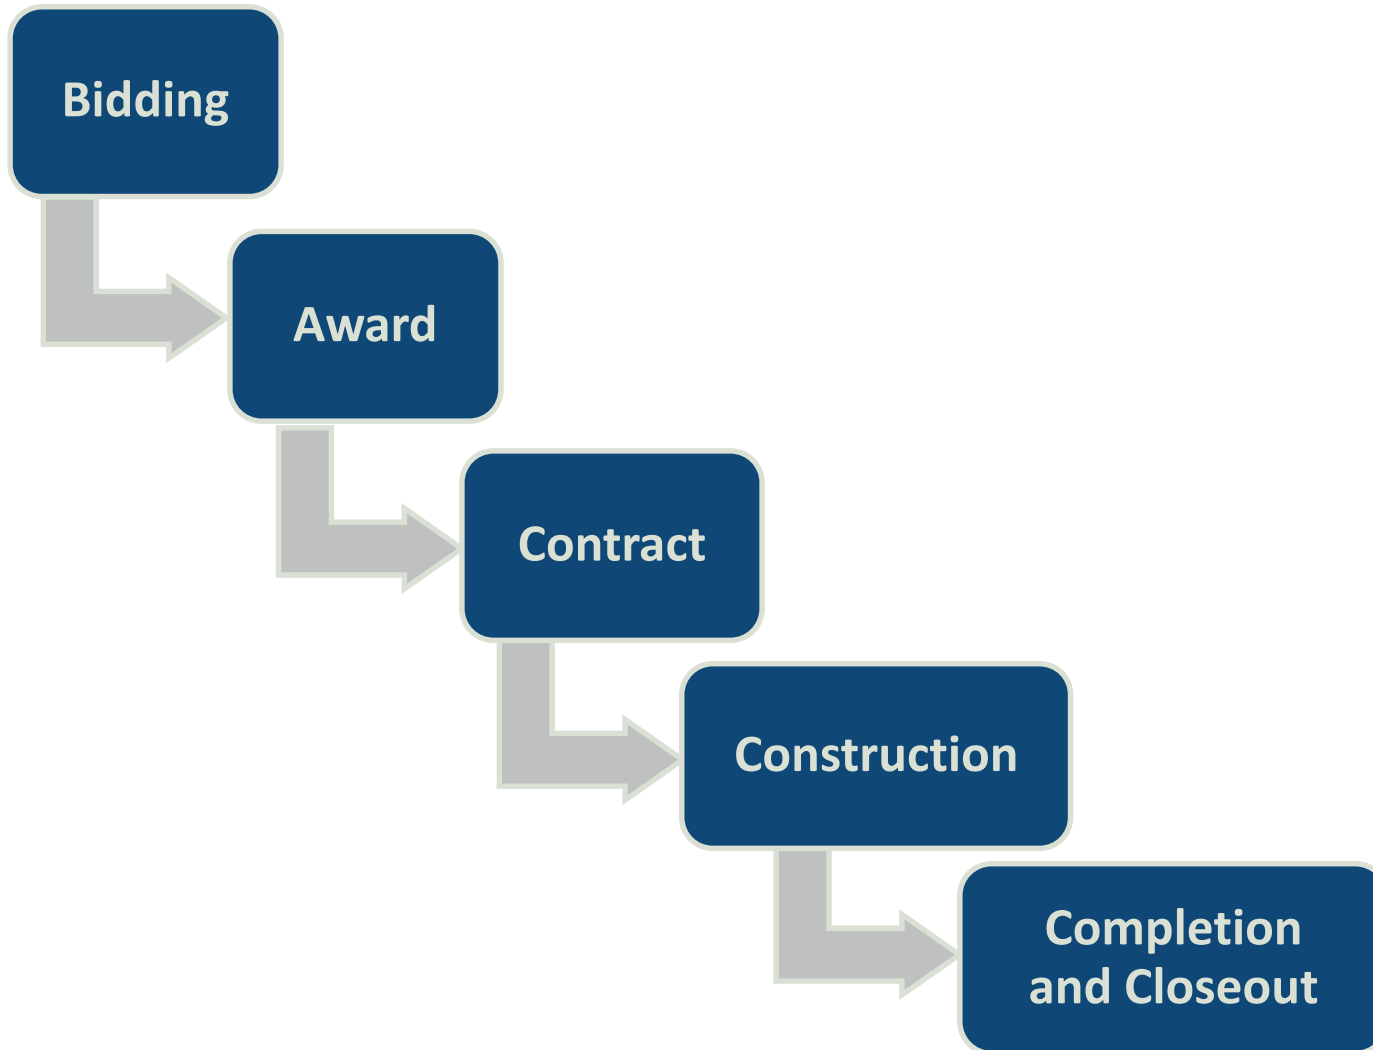 Bidding
Award
Contract
Construction
Completion
and Closeout